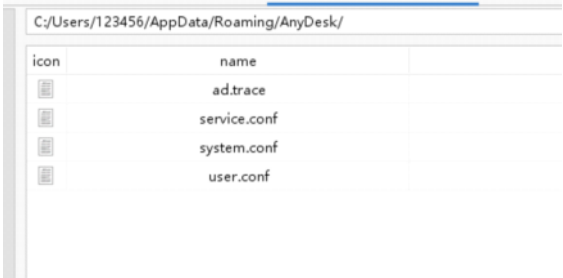 C:/Users/123456/AppData/Roaming/AnyDesk/
icon name
ad.trace
service.conf
system.conf
user.conf